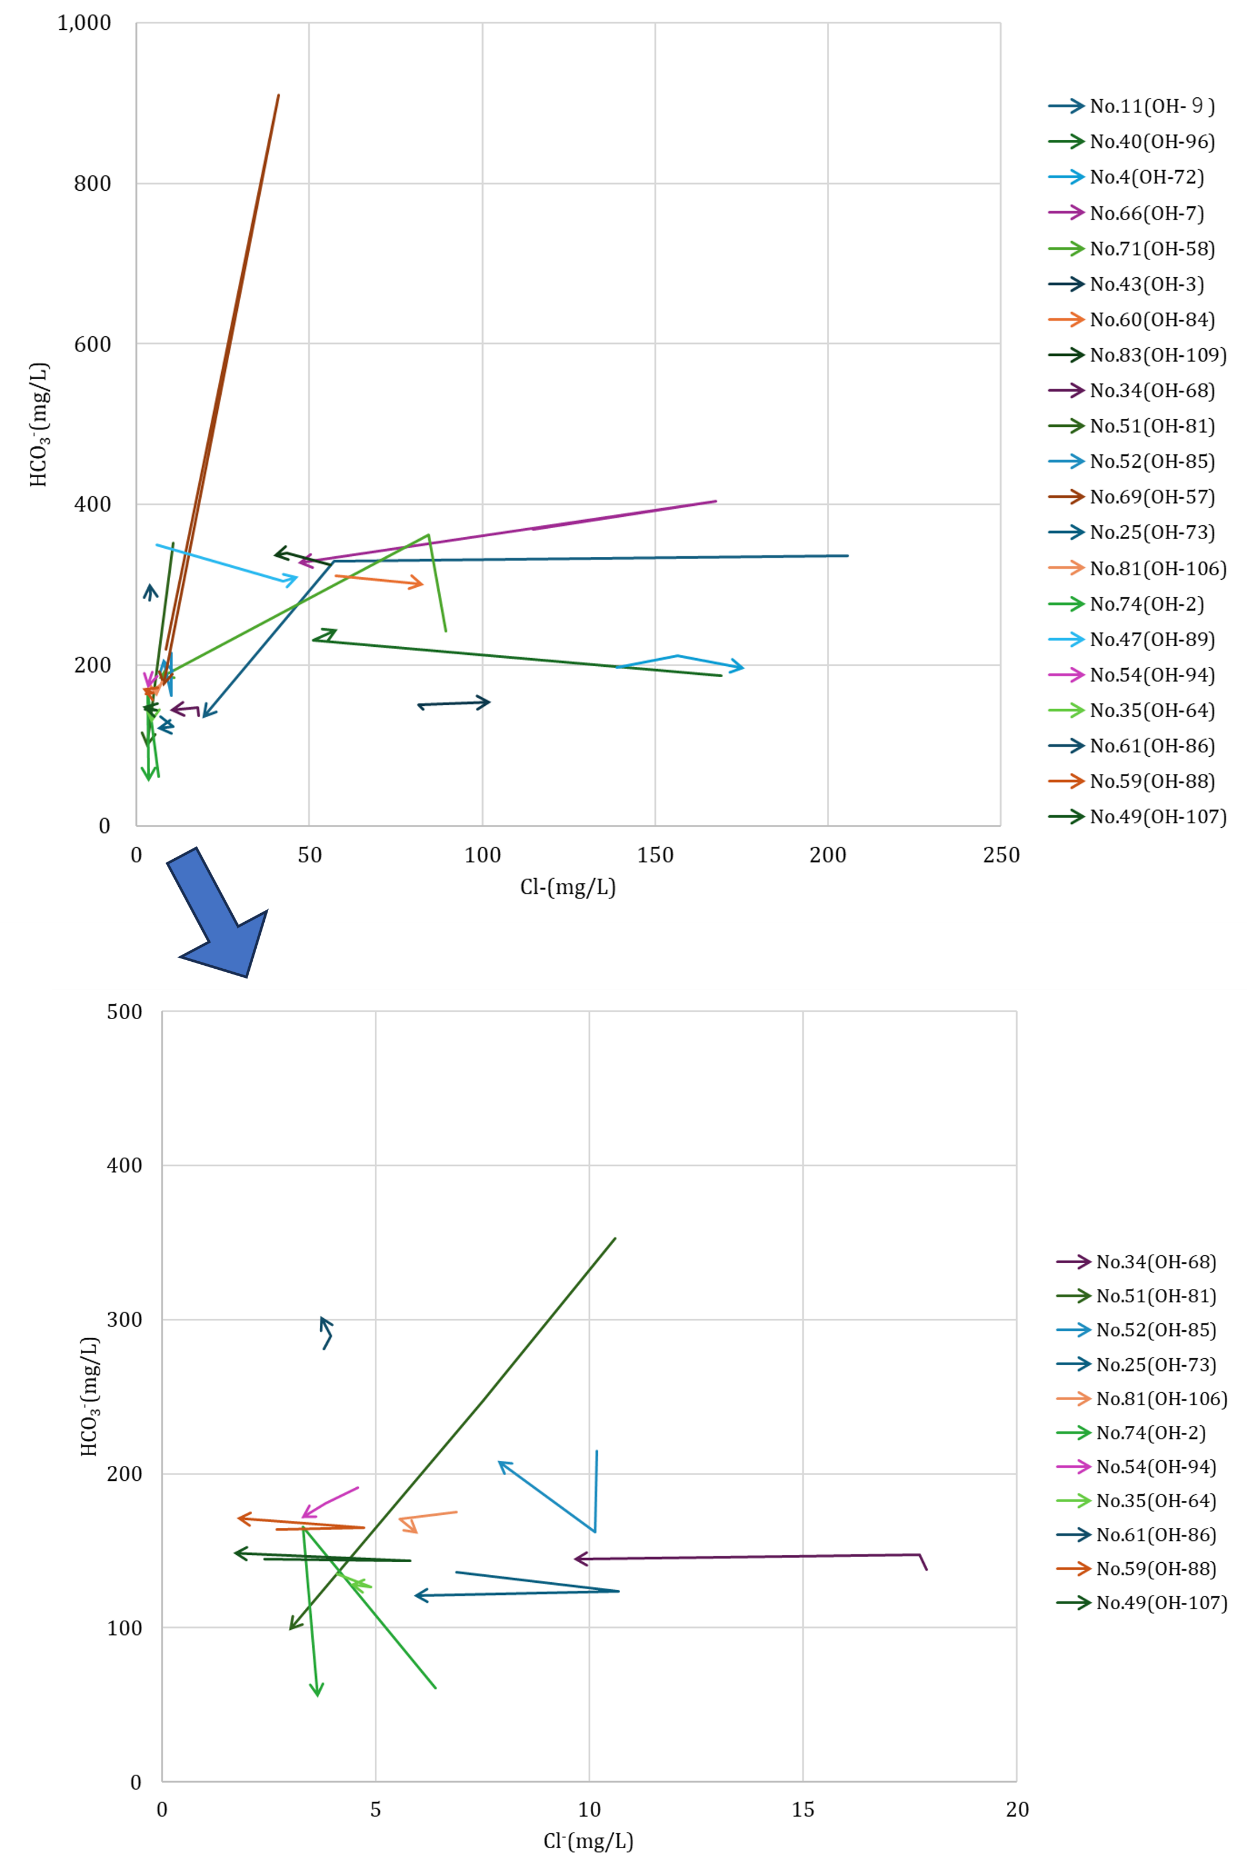 1,000
800
600
400
200
0
0 50 100 150 200 250
HCO₃⁻(mg/L)
Cl-(mg/L)
No.11(OH-９)
No.40(OH-96)
No.4(OH-72)
No.66(OH-7)
No.71(OH-58)
No.43(OH-3)
No.60(OH-84)
No.83(OH-109)
No.34(OH-68)
No.51(OH-81)
No.52(OH-85)
No.69(OH-57)
No.25(OH-73)
No.81(OH-106)
No.74(OH-2)
No.47(OH-89)
No.54(OH-94)
No.35(OH-64)
No.61(OH-86)
No.59(OH-88)
No.49(OH-107)
500
400
300
200
100
0
0 5 10 15 20
HCO₃⁻(mg/L)
Cl⁻(mg/L)
No.34(OH-68)
No.51(OH-81)
No.52(OH-85)
No.25(OH-73)
No.81(OH-106)
No.74(OH-2)
No.54(OH-94)
No.35(OH-64)
No.61(OH-86)
No.59(OH-88)
No.49(OH-107)